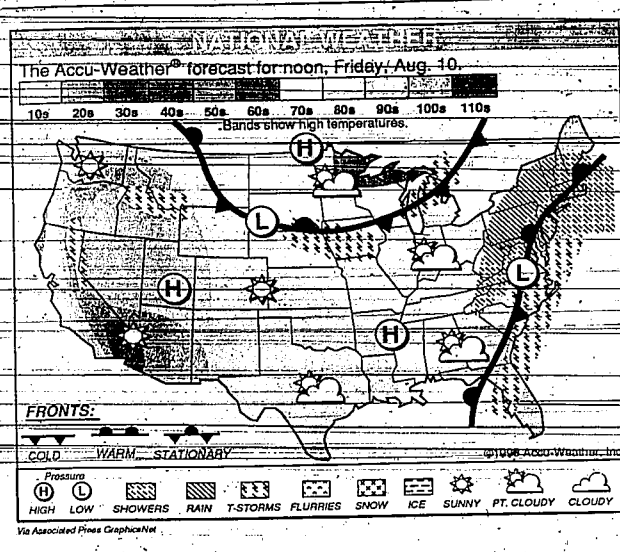 NATIONAL WEATHER
The Accu-Weather® forecast for noon, Friday, Aug. 10.
10s 20s 30s 40s 50s 60s 70s 80s 90s 100s 110s
Bands show high temperatures.
H
L
L
H
H
FRONTS:
COLD WARM STATIONARY
Accu-Weather, Inc
Pressure
H L
HIGH LOW SHOWERS RAIN T-STORMS FLURRIES SNOW ICE SUNNY PT. CLOUDY CLOUDY
Via Associated Press GraphicsNet